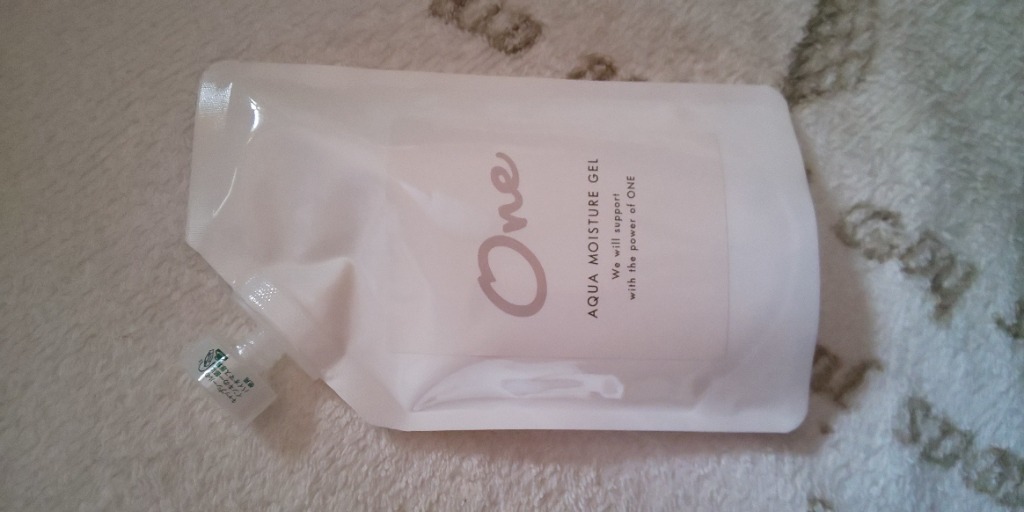 One
AQUA MOISTURE GEL
We will support
with the power of ONE